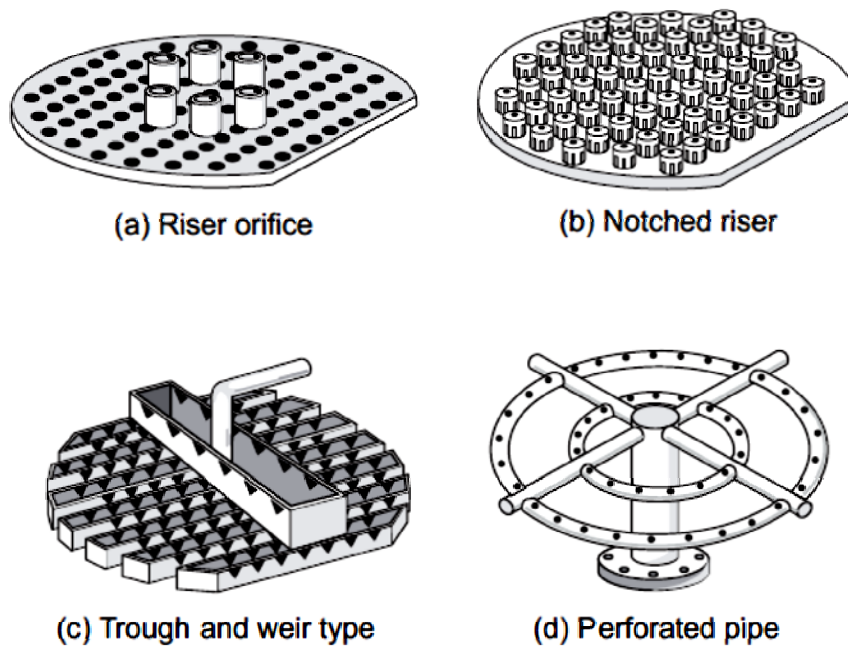 (a) Riser orifice
(b) Notched riser
(c) Trough and weir type
(d) Perforated pipe